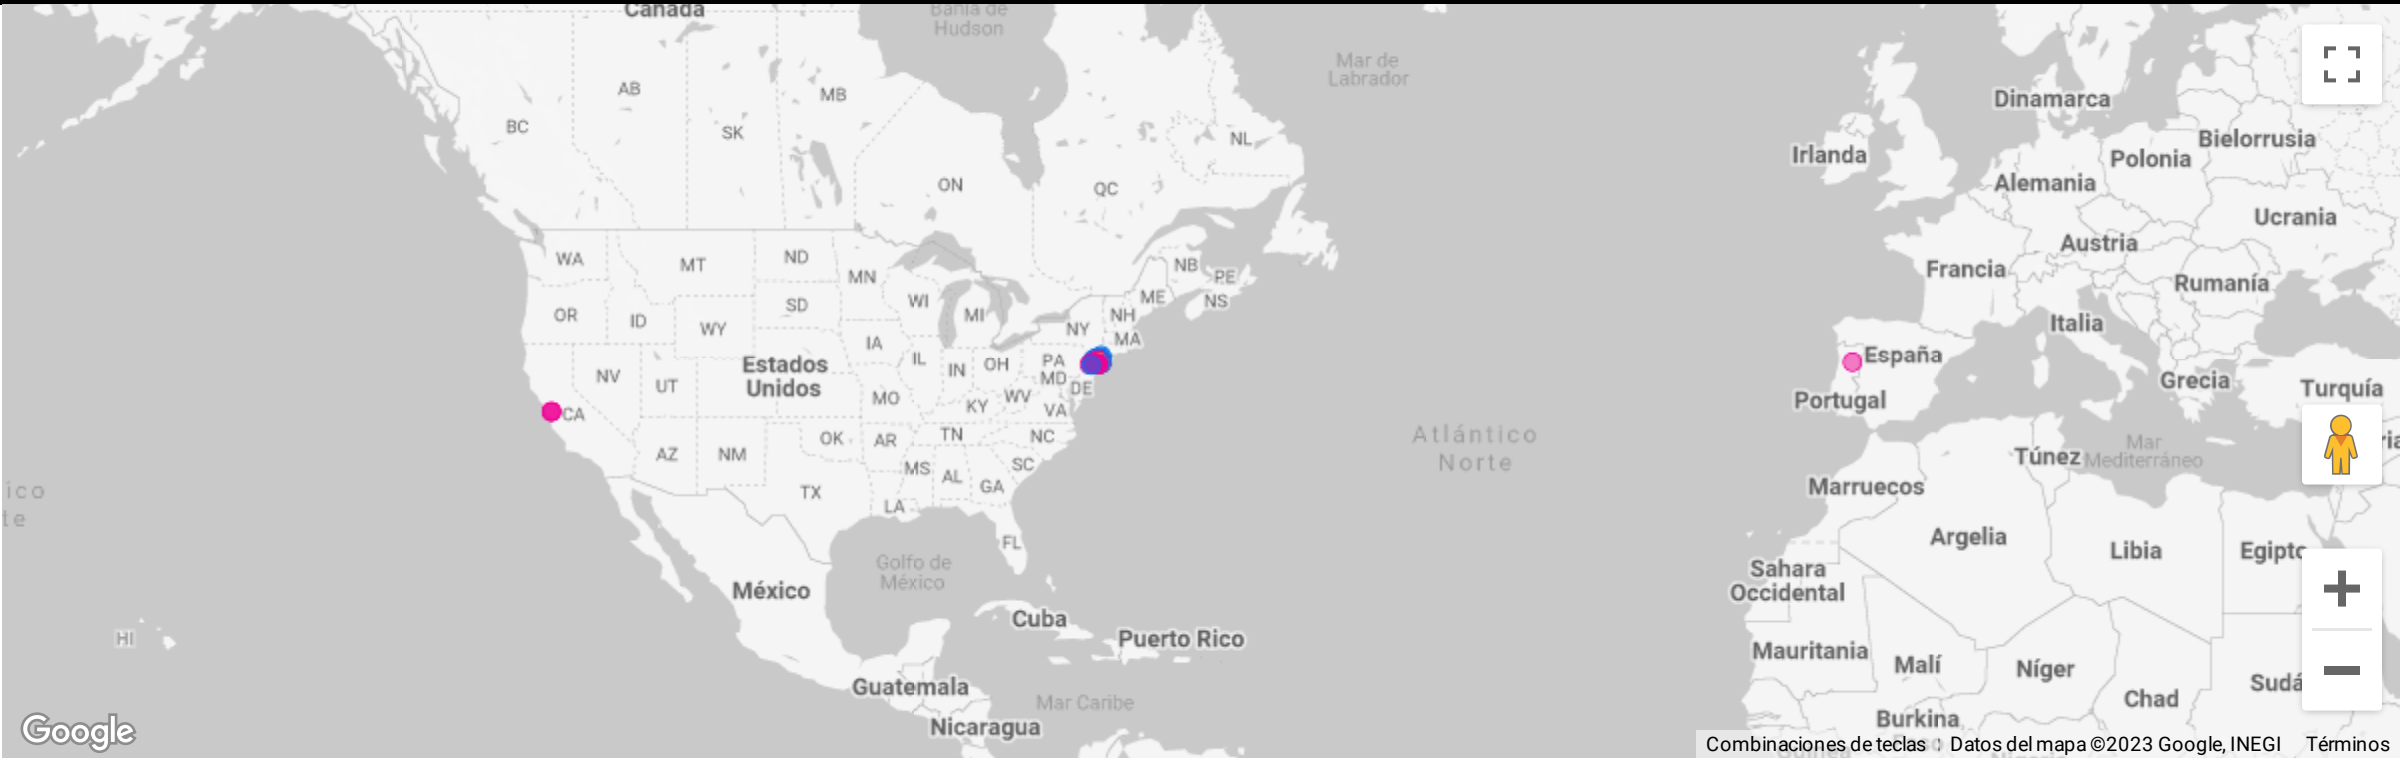 Canadá
Bahía de
Hudson
Mar de
Labrador
Dinamarca
AB
MB
BC
SK
NL
Irlanda
Polonia
Bielorrusia
ON
QC
Alemania
Ucrania
Austria
WA
MT
ND
MN
NB
PE
Francia
Rumanía
OR
ID
SD
WI
MI
ME
NS
WY
NY
NH
MA
Italia
IA
IL
IN
OH
PA
España
Estados
Unidos
NV
UT
MD
DE
Grecia
Turquía
MO
KY
WV
VA
Portugal
CA
OK
AR
TN
NC
Atlántico
Norte
AZ
NM
MS
AL
SC
GA
Túnez
Mar
Mediterráneo
TX
LA
Marruecos
ico
te
FL
Argelia
Libia
Egipto
Golfo de
México
Sahara
Occidental
México
Cuba
Puerto Rico
HI
Mauritania
Malí
Níger
Chad
Sudá
Guatemala
Mar Caribe
Nicaragua
Burkina
Faso
Google
Combinaciones de teclas
Datos del mapa ©2023 Google, INEGI
Términos